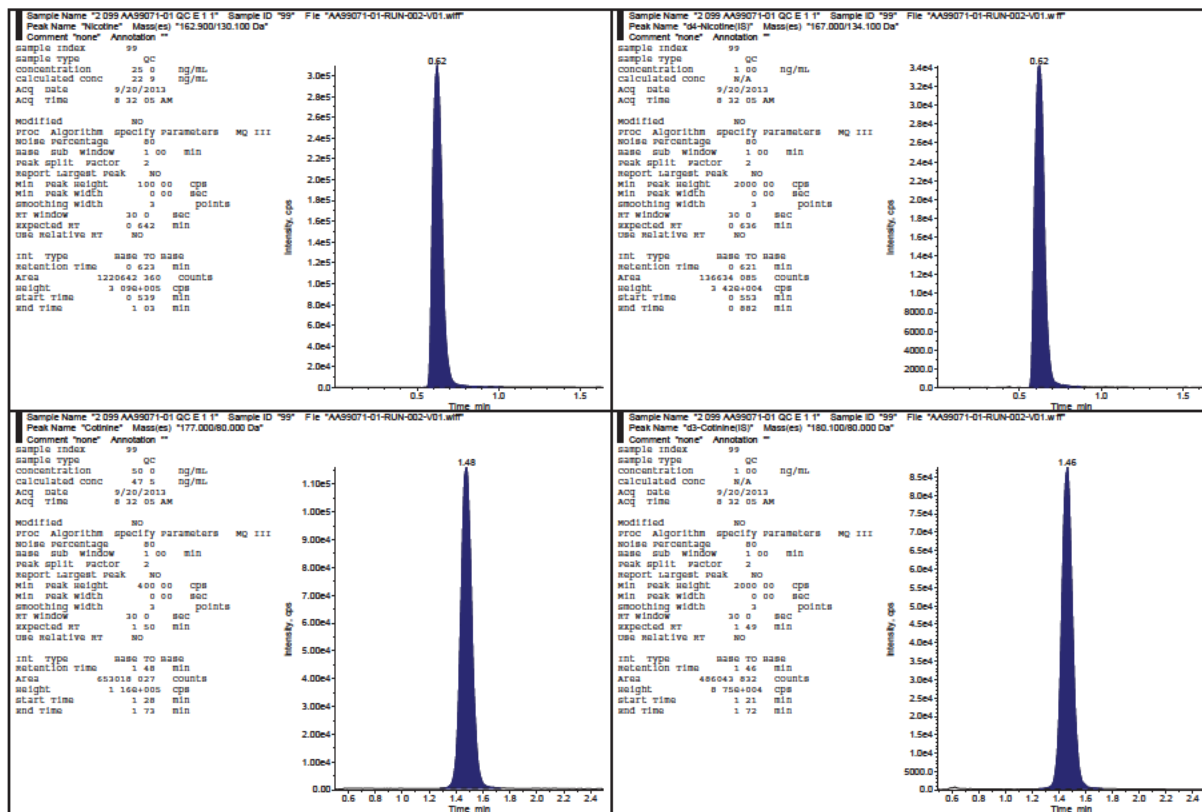 Sample Name "2 099 AA99071-01 QC E 1 1" Sample ID "99" File "AA99071-01-RUN-002-V01.wiff"
Peak Name "Nicotine" Mass(es) "162.900/130.100 Da"
Comment "none" Annotation ""
Sample Index 99
Sample Type QC
Concentration 25 0 ng/mL
Calculated Conc 22 9 ng/mL
Acq Date 9/20/2013
Acq Time 8 32 05 AM
Modified NO
Proc Algorithm Specify Parameters MQ III
Noise Percentage 80
Base Sub Window 1 00 min
Peak Split Factor 2
Report Largest Peak NO
Min Peak Height 100 00 cps
Min Peak Width 0 00 sec
Smoothing Width 3 points
RT Window 30 0 sec
Expected RT 0 642 min
Use Relative RT NO
Int Type Base To Base
Retention Time 0 623 min
Area 1220642 360 counts
Height 3 09e+005 cps
Start Time 0 539 min
End Time 1 03 min
0.62
3.0e5
2.8e5
2.6e5
2.4e5
2.2e5
2.0e5
1.8e5
1.6e5
1.4e5
1.2e5
1.0e5
8.0e4
6.0e4
4.0e4
2.0e4
0.0
Intensity, cps
0.5 1.0 1.5
Time min
Sample Name "2 099 AA99071-01 QC E 1 1" Sample ID "99" File "AA99071-01-RUN-002-V01.wiff"
Peak Name "d4-Nicotine(IS)" Mass(es) "167.000/134.100 Da"
Comment "none" Annotation ""
Sample Index 99
Sample Type QC
Concentration 1 00 ng/mL
Calculated Conc N/A
Acq Date 9/20/2013
Acq Time 8 32 05 AM
Modified NO
Proc Algorithm Specify Parameters MQ III
Noise Percentage 80
Base Sub Window 1 00 min
Peak Split Factor 2
Report Largest Peak NO
Min Peak Height 2000 00 cps
Min Peak Width 0 00 sec
Smoothing Width 3 points
RT Window 30 0 sec
Expected RT 0 636 min
Use Relative RT NO
Int Type Base To Base
Retention Time 0 621 min
Area 136634 085 counts
Height 3 42e+004 cps
Start Time 0 553 min
End Time 0 882 min
0.62
3.4e4
3.2e4
3.0e4
2.8e4
2.6e4
2.4e4
2.2e4
2.0e4
1.8e4
1.6e4
1.4e4
1.2e4
1.0e4
8000.0
6000.0
4000.0
2000.0
0.0
Intensity, cps
0.5 1.0 1.5
Time min
Sample Name "2 099 AA99071-01 QC E 1 1" Sample ID "99" File "AA99071-01-RUN-002-V01.wiff"
Peak Name "Cotinine" Mass(es) "177.000/80.000 Da"
Comment "none" Annotation ""
Sample Index 99
Sample Type QC
Concentration 50 0 ng/mL
Calculated Conc 47 5 ng/mL
Acq Date 9/20/2013
Acq Time 8 32 05 AM
Modified NO
Proc Algorithm Specify Parameters MQ III
Noise Percentage 80
Base Sub Window 1 00 min
Peak Split Factor 2
Report Largest Peak NO
Min Peak Height 400 00 cps
Min Peak Width 0 00 sec
Smoothing Width 3 points
RT Window 30 0 sec
Expected RT 1 50 min
Use Relative RT NO
Int Type Base To Base
Retention Time 1 48 min
Area 653018 027 counts
Height 1 16e+005 cps
Start Time 1 28 min
End Time 1 73 min
1.48
1.10e5
1.00e5
9.00e4
8.00e4
7.00e4
6.00e4
5.00e4
4.00e4
3.00e4
2.00e4
1.00e4
0.00
Intensity, cps
0.6 0.8 1.0 1.2 1.4 1.6 1.8 2.0 2.2 2.4
Time min
Sample Name "2 099 AA99071-01 QC E 1 1" Sample ID "99" File "AA99071-01-RUN-002-V01.wiff"
Peak Name "d3-Cotinine(IS)" Mass(es) "180.100/80.000 Da"
Comment "none" Annotation ""
Sample Index 99
Sample Type QC
Concentration 1 00 ng/mL
Calculated Conc N/A
Acq Date 9/20/2013
Acq Time 8 32 05 AM
Modified NO
Proc Algorithm Specify Parameters MQ III
Noise Percentage 80
Base Sub Window 1 00 min
Peak Split Factor 2
Report Largest Peak NO
Min Peak Height 2000 00 cps
Min Peak Width 0 00 sec
Smoothing Width 3 points
RT Window 30 0 sec
Expected RT 1 49 min
Use Relative RT NO
Int Type Base To Base
Retention Time 1 46 min
Area 486043 832 counts
Height 8 75e+004 cps
Start Time 1 21 min
End Time 1 72 min
1.46
8.5e4
8.0e4
7.5e4
7.0e4
6.5e4
6.0e4
5.5e4
5.0e4
4.5e4
4.0e4
3.5e4
3.0e4
2.5e4
2.0e4
1.5e4
1.0e4
5000.0
0.0
Intensity, cps
0.6 0.8 1.0 1.2 1.4 1.6 1.8 2.0 2.2 2.4
Time min